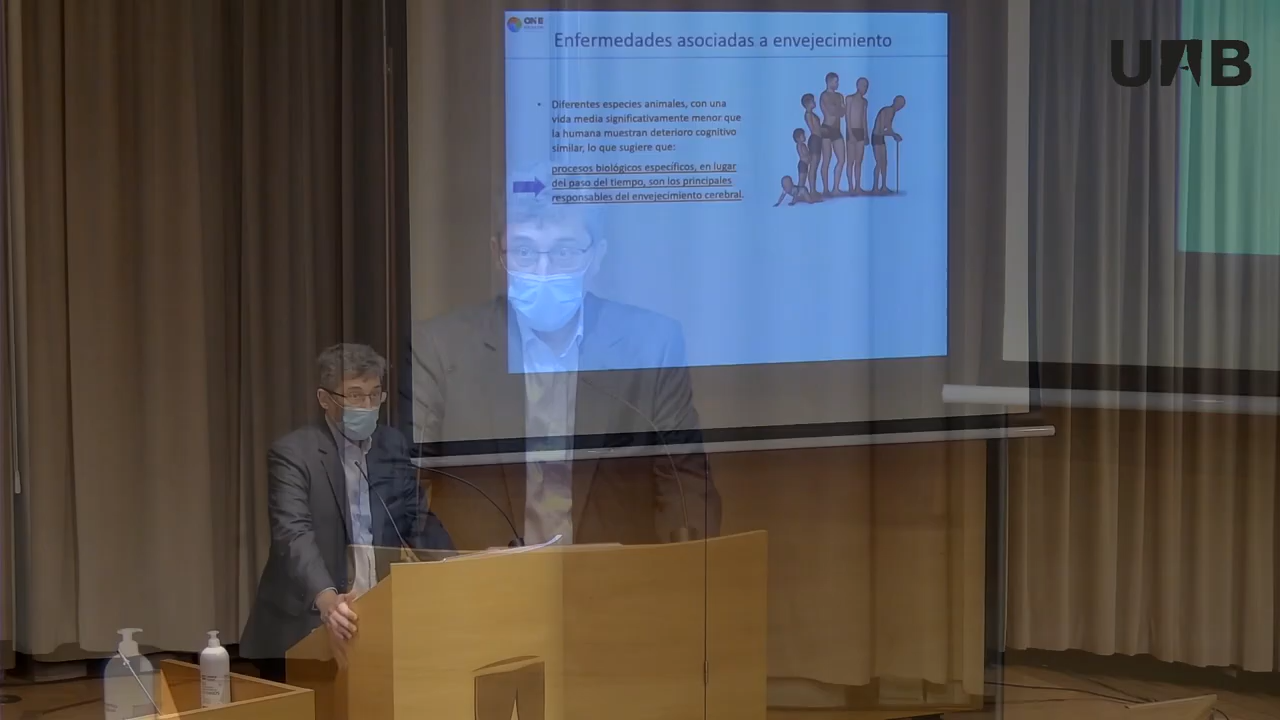 ONE
UAB
Enfermedades asociadas a envejecimiento
• Diferentes especies animales, con una
vida media significativamente menor que
la humana muestran deterioro cognitivo
similar, lo que sugiere que:
procesos biológicos específicos, en lugar
del paso del tiempo, son los principales
responsables del envejecimiento cerebral.